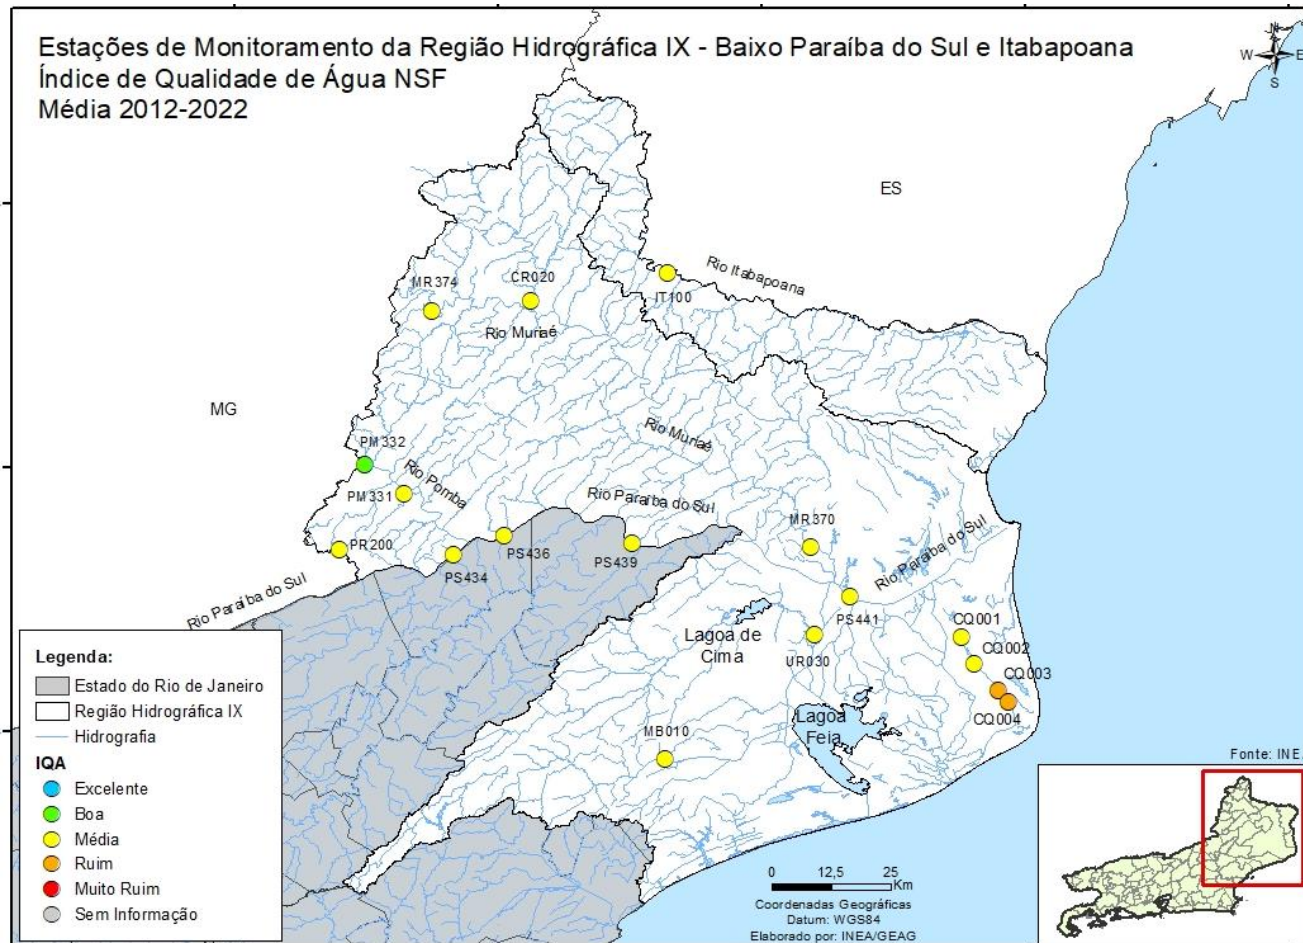 Estações de Monitoramento da Região Hidrográfica IX - Baixo Paraíba do Sul e Itabapoana
Índice de Qualidade de Água NSF
Média 2012-2022
N
W
E
S
ES
MG
Rio Itabapoana
IT100
MR374
CR020
Rio Muriaé
Rio Muriaé
PM332
PM331
Rio Pomba
Rio Paraíba do Sul
PR200
PS434
PS436
PS439
MR370
Rio Paraíba do Sul
Rio Paraíba do Sul
PS441
Lagoa de
Cima
UR030
CQ001
CQ002
CQ003
CQ004
Lagoa
Feia
MB010
Legenda:
Estado do Rio de Janeiro
Região Hidrográfica IX
Hidrografia
IQA
Excelente
Boa
Média
Ruim
Muito Ruim
Sem Informação
0 12,5 25
Km
Coordenadas Geográficas
Datum: WGS84
Elaborado por: INEA/GEAG
Fonte: INE